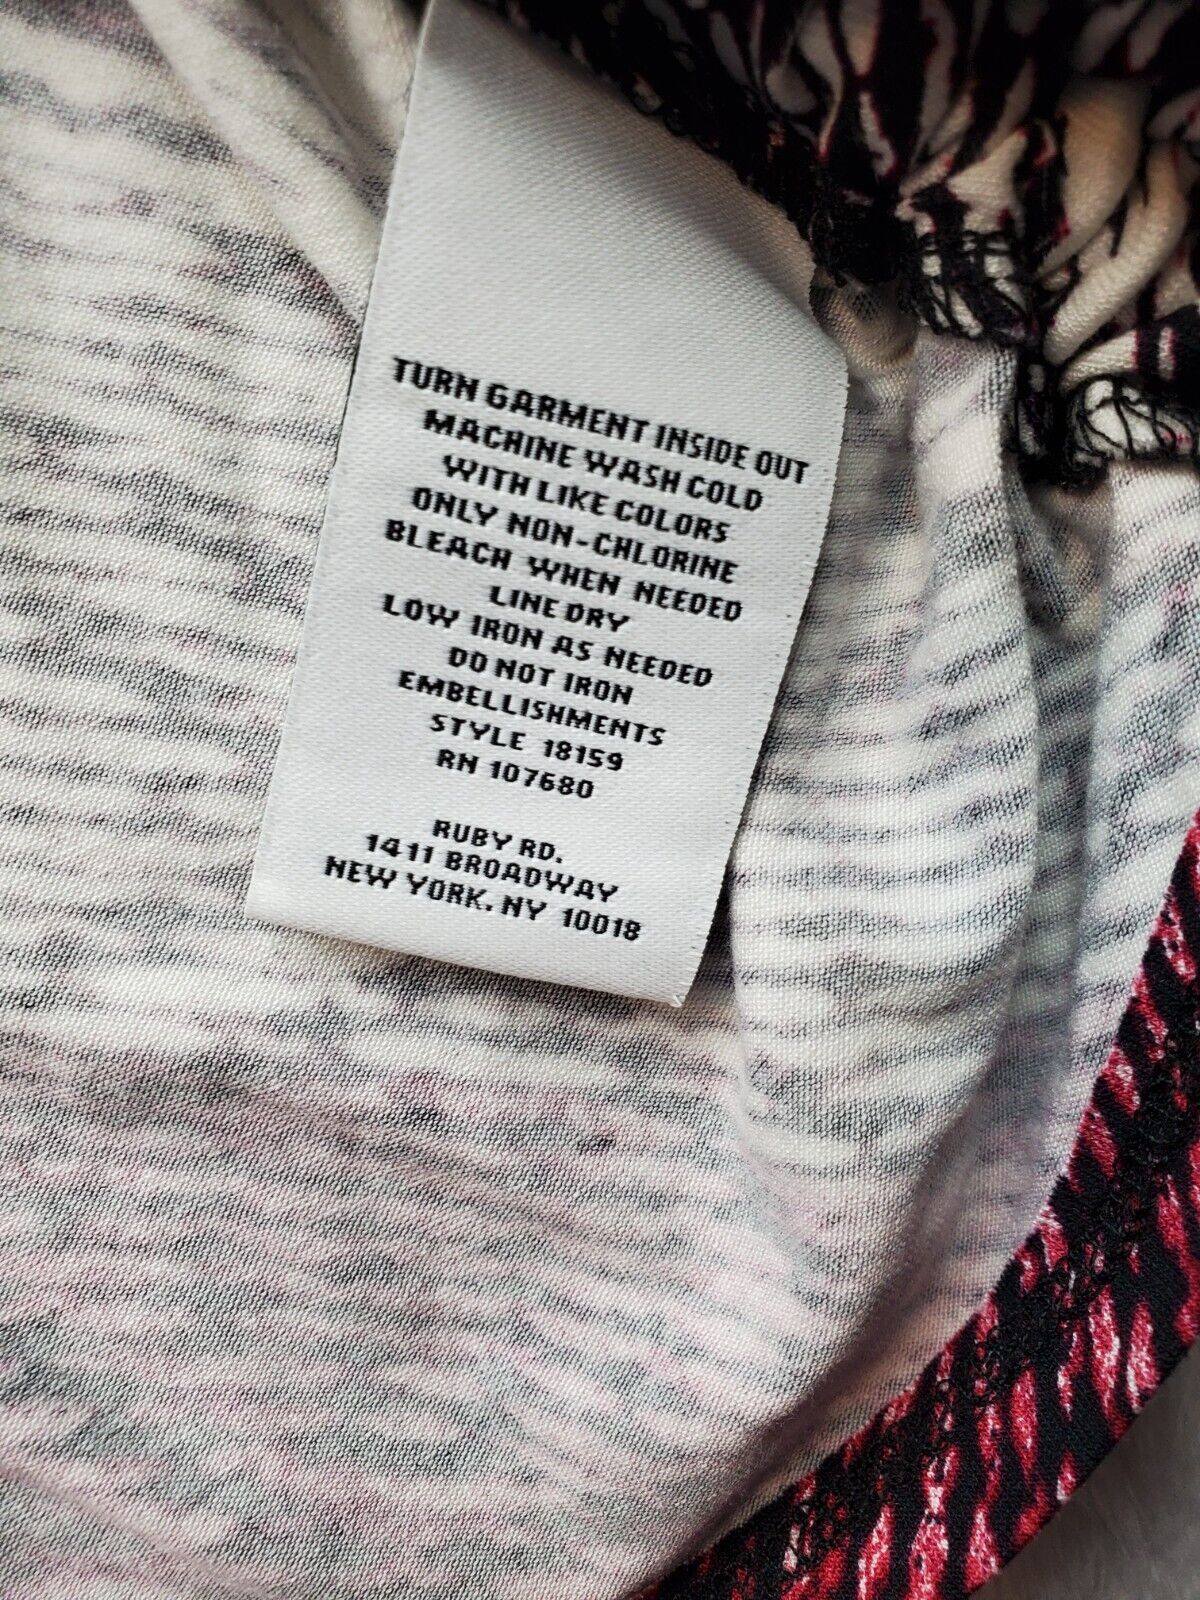 TURN GARMENT INSIDE OUT
MACHINE WASH COLD
WITH LIKE COLORS
ONLY NON-CHLORINE
BLEACH WHEN NEEDED
LINE DRY
LOW IRON AS NEEDED
DO NOT IRON
EMBELLISHMENTS
STYLE 18159
RN 107680
RUBY RD.
1411 BROADWAY
NEW YORK, NY 10018